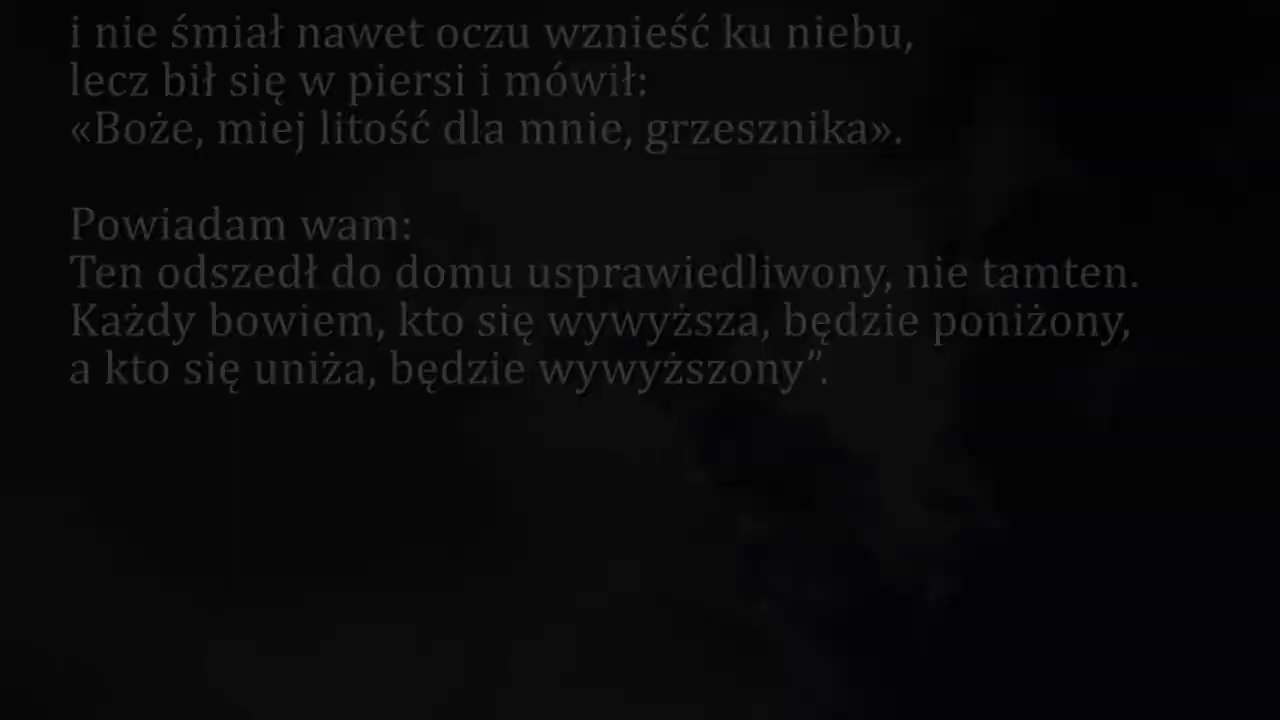 i nie śmiał nawet oczu wznieść ku niebu,
lecz bił się w piersi i mówił:
«Boże, miej litość dla mnie, grzesznika».
Powiadam wam:
Ten odszedł do domu usprawiedliwony, nie tamten.
Każdy bowiem, kto się wywyższa, będzie poniżony,
a kto się uniża, będzie wywyższony”.